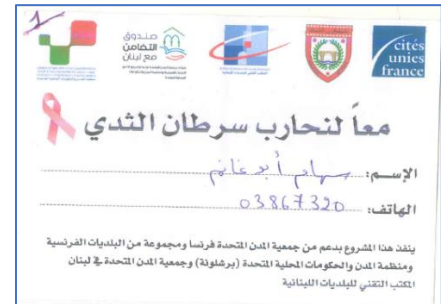 1
صندوق
التضامن
مع لبنان
cités
unies
france
معاً لنحارب سرطان الثدي
الإسم: سهام أبو غانم
الهاتف: 03867320
ينفذ هذا المشروع بدعم من جمعية المدن المتحدة فرنسا ومجموعة من البلديات الفرنسية
ومنظمة المدن والحكومات المحلية المتحدة (برشلونة) وجمعية المدن المتحدة في لبنان
المكتب التقني للبلديات اللبنانية